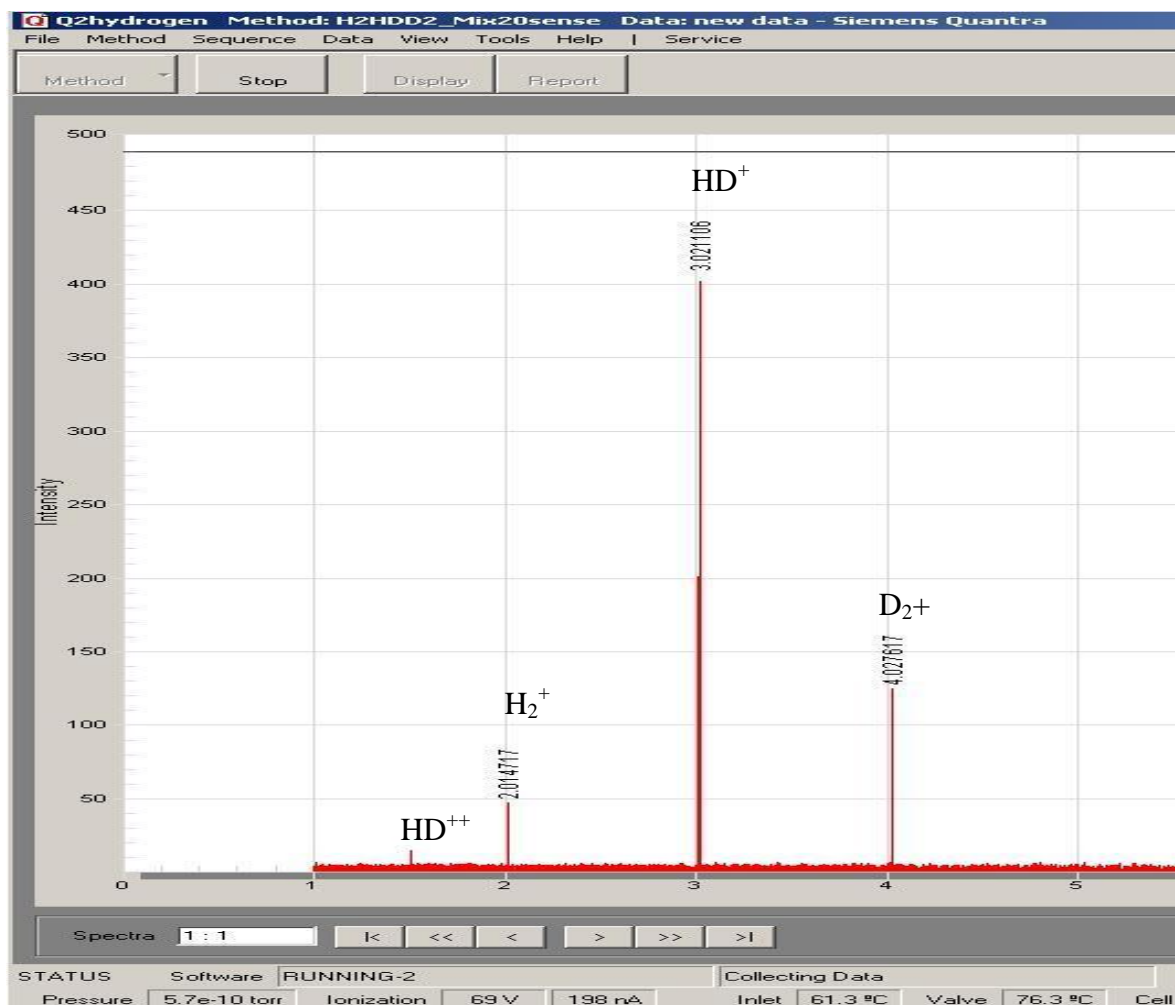 Q2hydrogen Method: H2HDD2_Mix20sense Data: new data - Siemens Quantra
File Method Sequence Data View Tools Help | Service
Method Stop Display Report
500
450
400
350
300
250
200
150
100
50
Intensity
HD⁺
3.021106
D₂+
4.027617
H₂⁺
2.014717
HD⁺⁺
0 1 2 3 4 5
Spectra 1 : 1 |< << < > >> >|
STATUS Software RUNNING-2 Collecting Data
Pressure 5.7e-10 torr Ionization 69 V 198 nA Inlet 61.3 ºC Valve 76.3 ºC Cell